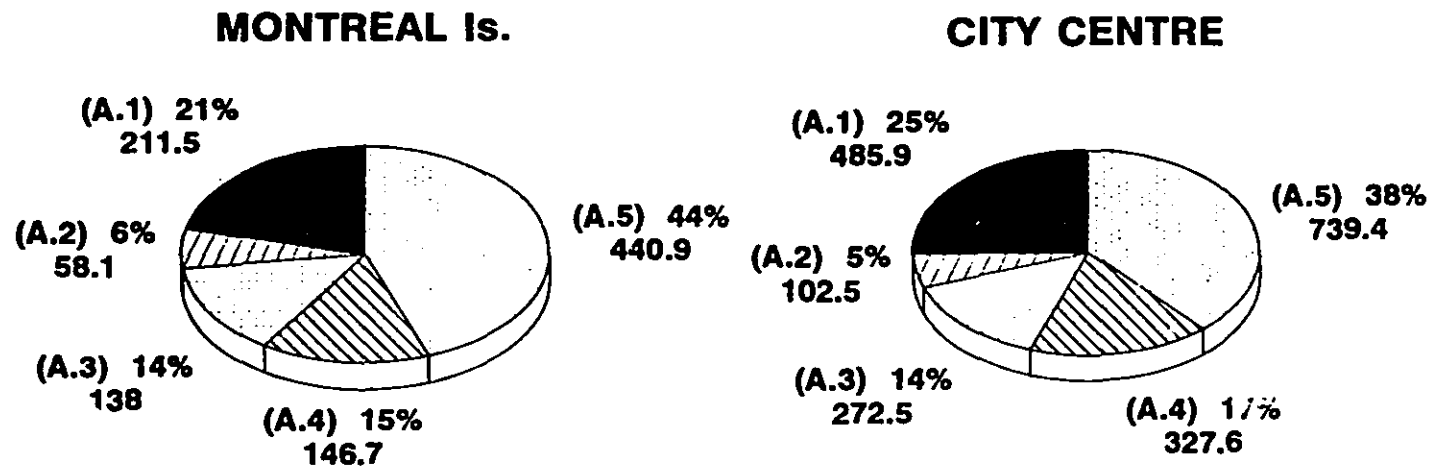 MONTREAL Is.
(A.1) 21%
211.5
(A.2) 6%
58.1
(A.3) 14%
138
(A.4) 15%
146.7
(A.5) 44%
440.9
CITY CENTRE
(A.1) 25%
485.9
(A.2) 5%
102.5
(A.3) 14%
272.5
(A.4)
327.6
(A.5) 38%
739.4